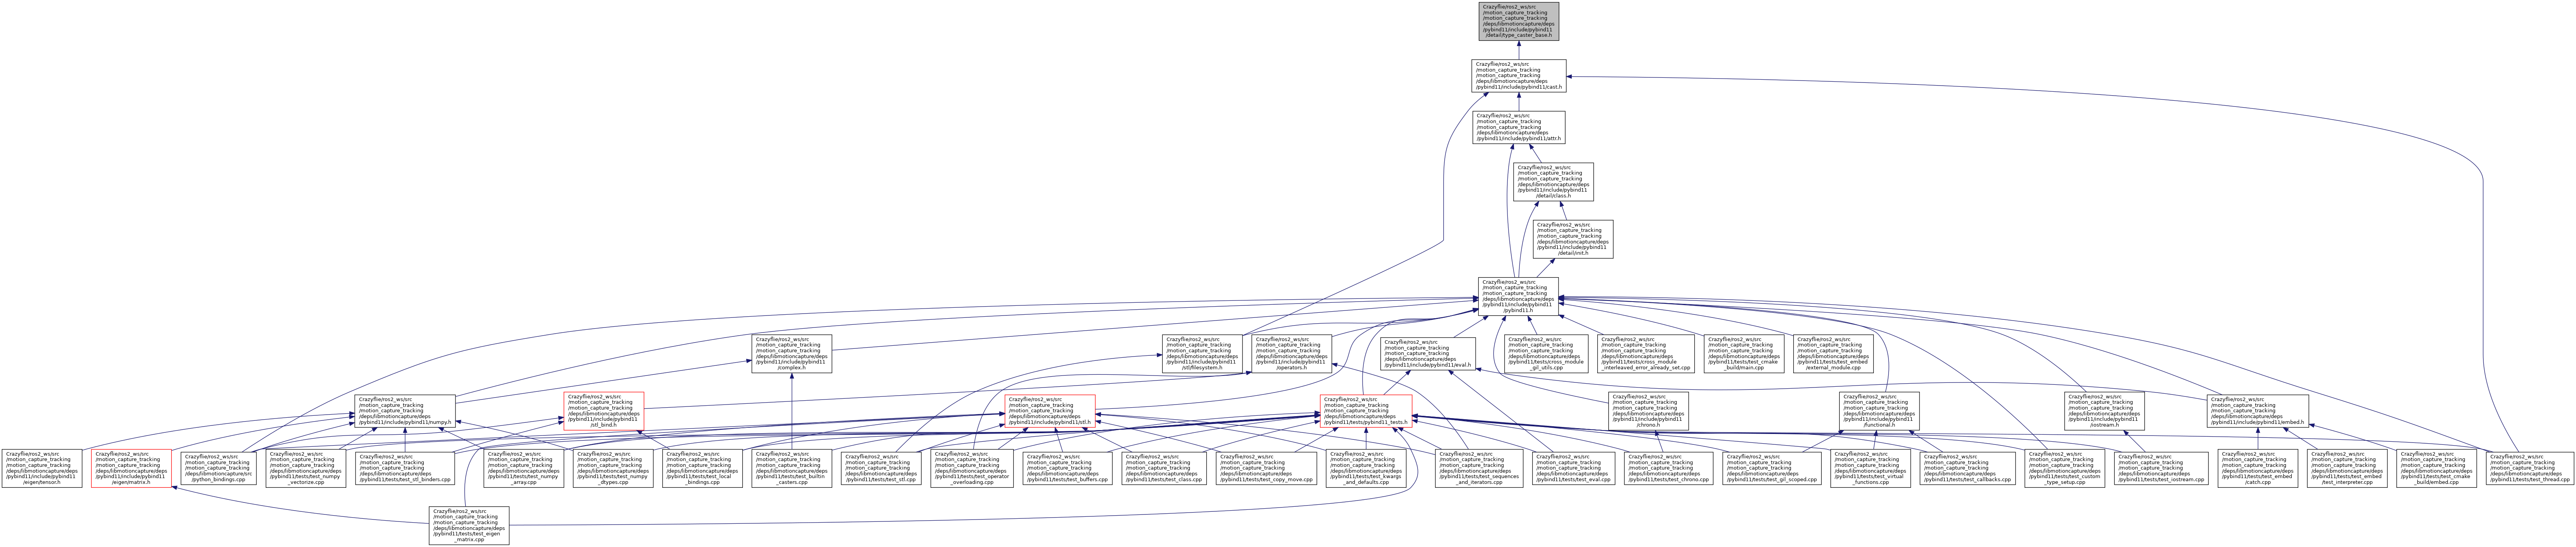 Crazyflie/ros2_ws/src
/motion_capture_tracking
/motion_capture_tracking
/deps/libmotioncapture/deps
/pybind11/include/pybind11
/detail/type_caster_base.h
Crazyflie/ros2_ws/src
/motion_capture_tracking
/motion_capture_tracking
/deps/libmotioncapture/deps
/pybind11/include/pybind11/cast.h
Crazyflie/ros2_ws/src
/motion_capture_tracking
/motion_capture_tracking
/deps/libmotioncapture/deps
/pybind11/include/pybind11/attr.h
Crazyflie/ros2_ws/src
/motion_capture_tracking
/motion_capture_tracking
/deps/libmotioncapture/deps
/pybind11/include/pybind11
/detail/class.h
Crazyflie/ros2_ws/src
/motion_capture_tracking
/motion_capture_tracking
/deps/libmotioncapture/deps
/pybind11/include/pybind11
/detail/init.h
Crazyflie/ros2_ws/src
/motion_capture_tracking
/motion_capture_tracking
/deps/libmotioncapture/deps
/pybind11/include/pybind11
/pybind11.h
Crazyflie/ros2_ws/src
/motion_capture_tracking
/motion_capture_tracking
/deps/libmotioncapture/deps
/pybind11/include/pybind11
/complex.h
Crazyflie/ros2_ws/src
/motion_capture_tracking
/motion_capture_tracking
/deps/libmotioncapture/deps
/pybind11/include/pybind11
/stl/filesystem.h
Crazyflie/ros2_ws/src
/motion_capture_tracking
/motion_capture_tracking
/deps/libmotioncapture/deps
/pybind11/include/pybind11
/operators.h
Crazyflie/ros2_ws/src
/motion_capture_tracking
/motion_capture_tracking
/deps/libmotioncapture/deps
/pybind11/include/pybind11/eval.h
Crazyflie/ros2_ws/src
/motion_capture_tracking
/motion_capture_tracking
/deps/libmotioncapture/deps
/pybind11/tests/cross_module
_gil_utils.cpp
Crazyflie/ros2_ws/src
/motion_capture_tracking
/motion_capture_tracking
/deps/libmotioncapture/deps
/pybind11/tests/cross_module
_interleaved_error_already_set.cpp
Crazyflie/ros2_ws/src
/motion_capture_tracking
/motion_capture_tracking
/deps/libmotioncapture/deps
/pybind11/tests/test_cmake
_build/main.cpp
Crazyflie/ros2_ws/src
/motion_capture_tracking
/motion_capture_tracking
/deps/libmotioncapture/deps
/pybind11/tests/test_embed
/external_module.cpp
Crazyflie/ros2_ws/src
/motion_capture_tracking
/motion_capture_tracking
/deps/libmotioncapture/deps
/pybind11/include/pybind11/numpy.h
Crazyflie/ros2_ws/src
/motion_capture_tracking
/motion_capture_tracking
/deps/libmotioncapture/deps
/pybind11/include/pybind11
/stl_bind.h
Crazyflie/ros2_ws/src
/motion_capture_tracking
/motion_capture_tracking
/deps/libmotioncapture/deps
/pybind11/include/pybind11/stl.h
Crazyflie/ros2_ws/src
/motion_capture_tracking
/motion_capture_tracking
/deps/libmotioncapture/deps
/pybind11/tests/pybind11_tests.h
Crazyflie/ros2_ws/src
/motion_capture_tracking
/motion_capture_tracking
/deps/libmotioncapture/deps
/pybind11/include/pybind11
/chrono.h
Crazyflie/ros2_ws/src
/motion_capture_tracking
/motion_capture_tracking
/deps/libmotioncapture/deps
/pybind11/include/pybind11
/functional.h
Crazyflie/ros2_ws/src
/motion_capture_tracking
/motion_capture_tracking
/deps/libmotioncapture/deps
/pybind11/include/pybind11
/iostream.h
Crazyflie/ros2_ws/src
/motion_capture_tracking
/motion_capture_tracking
/deps/libmotioncapture/deps
/pybind11/include/pybind11/embed.h
Crazyflie/ros2_ws/src
/motion_capture_tracking
/motion_capture_tracking
/deps/libmotioncapture/deps
/pybind11/include/pybind11
/eigen/tensor.h
Crazyflie/ros2_ws/src
/motion_capture_tracking
/motion_capture_tracking
/deps/libmotioncapture/deps
/pybind11/include/pybind11
/eigen/matrix.h
Crazyflie/ros2_ws/src
/motion_capture_tracking
/motion_capture_tracking
/deps/libmotioncapture/src
/python_bindings.cpp
Crazyflie/ros2_ws/src
/motion_capture_tracking
/motion_capture_tracking
/deps/libmotioncapture/deps
/pybind11/tests/test_numpy
_vectorize.cpp
Crazyflie/ros2_ws/src
/motion_capture_tracking
/motion_capture_tracking
/deps/libmotioncapture/deps
/pybind11/tests/test_stl_binders.cpp
Crazyflie/ros2_ws/src
/motion_capture_tracking
/motion_capture_tracking
/deps/libmotioncapture/deps
/pybind11/tests/test_numpy
_array.cpp
Crazyflie/ros2_ws/src
/motion_capture_tracking
/motion_capture_tracking
/deps/libmotioncapture/deps
/pybind11/tests/test_numpy
_dtypes.cpp
Crazyflie/ros2_ws/src
/motion_capture_tracking
/motion_capture_tracking
/deps/libmotioncapture/deps
/pybind11/tests/test_local
_bindings.cpp
Crazyflie/ros2_ws/src
/motion_capture_tracking
/motion_capture_tracking
/deps/libmotioncapture/deps
/pybind11/tests/test_builtin
_casters.cpp
Crazyflie/ros2_ws/src
/motion_capture_tracking
/motion_capture_tracking
/deps/libmotioncapture/deps
/pybind11/tests/test_stl.cpp
Crazyflie/ros2_ws/src
/motion_capture_tracking
/motion_capture_tracking
/deps/libmotioncapture/deps
/pybind11/tests/test_operator
_overloading.cpp
Crazyflie/ros2_ws/src
/motion_capture_tracking
/motion_capture_tracking
/deps/libmotioncapture/deps
/pybind11/tests/test_buffers.cpp
Crazyflie/ros2_ws/src
/motion_capture_tracking
/motion_capture_tracking
/deps/libmotioncapture/deps
/pybind11/tests/test_class.cpp
Crazyflie/ros2_ws/src
/motion_capture_tracking
/motion_capture_tracking
/deps/libmotioncapture/deps
/pybind11/tests/test_copy_move.cpp
Crazyflie/ros2_ws/src
/motion_capture_tracking
/motion_capture_tracking
/deps/libmotioncapture/deps
/pybind11/tests/test_kwargs
_and_defaults.cpp
Crazyflie/ros2_ws/src
/motion_capture_tracking
/motion_capture_tracking
/deps/libmotioncapture/deps
/pybind11/tests/test_sequences
_and_iterators.cpp
Crazyflie/ros2_ws/src
/motion_capture_tracking
/motion_capture_tracking
/deps/libmotioncapture/deps
/pybind11/tests/test_eval.cpp
Crazyflie/ros2_ws/src
/motion_capture_tracking
/motion_capture_tracking
/deps/libmotioncapture/deps
/pybind11/tests/test_chrono.cpp
Crazyflie/ros2_ws/src
/motion_capture_tracking
/motion_capture_tracking
/deps/libmotioncapture/deps
/pybind11/tests/test_gil_scoped.cpp
Crazyflie/ros2_ws/src
/motion_capture_tracking
/motion_capture_tracking
/deps/libmotioncapture/deps
/pybind11/tests/test_virtual
_functions.cpp
Crazyflie/ros2_ws/src
/motion_capture_tracking
/motion_capture_tracking
/deps/libmotioncapture/deps
/pybind11/tests/test_callbacks.cpp
Crazyflie/ros2_ws/src
/motion_capture_tracking
/motion_capture_tracking
/deps/libmotioncapture/deps
/pybind11/tests/test_custom
_type_setup.cpp
Crazyflie/ros2_ws/src
/motion_capture_tracking
/motion_capture_tracking
/deps/libmotioncapture/deps
/pybind11/tests/test_iostream.cpp
Crazyflie/ros2_ws/src
/motion_capture_tracking
/motion_capture_tracking
/deps/libmotioncapture/deps
/pybind11/tests/test_embed
/catch.cpp
Crazyflie/ros2_ws/src
/motion_capture_tracking
/motion_capture_tracking
/deps/libmotioncapture/deps
/pybind11/tests/test_embed
/test_interpreter.cpp
Crazyflie/ros2_ws/src
/motion_capture_tracking
/motion_capture_tracking
/deps/libmotioncapture/deps
/pybind11/tests/test_cmake
_build/embed.cpp
Crazyflie/ros2_ws/src
/motion_capture_tracking
/motion_capture_tracking
/deps/libmotioncapture/deps
/pybind11/tests/test_thread.cpp
Crazyflie/ros2_ws/src
/motion_capture_tracking
/motion_capture_tracking
/deps/libmotioncapture/deps
/pybind11/tests/test_eigen
_matrix.cpp